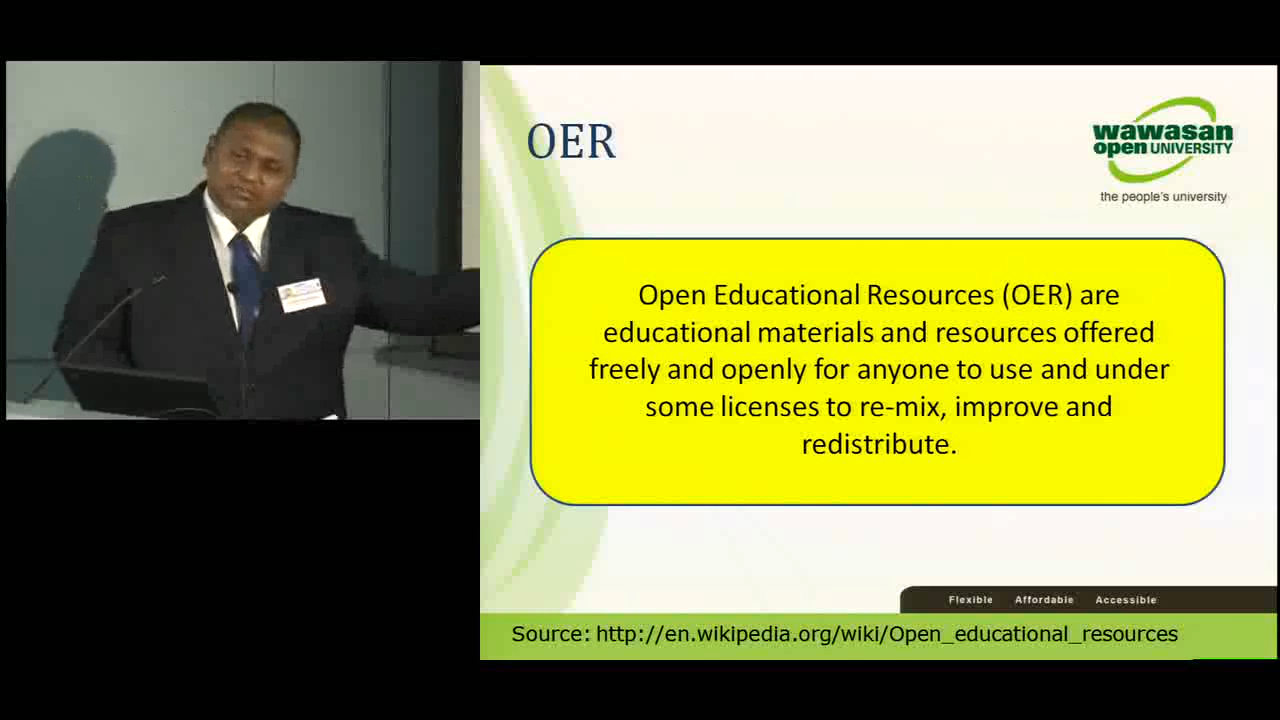 OER
wawasan
open UNIVERSITY
the people's university
Open Educational Resources (OER) are
educational materials and resources offered
freely and openly for anyone to use and under
some licenses to re-mix, improve and
redistribute.
Flexible Affordable Accessible
Source: http://en.wikipedia.org/wiki/Open_educational_resources